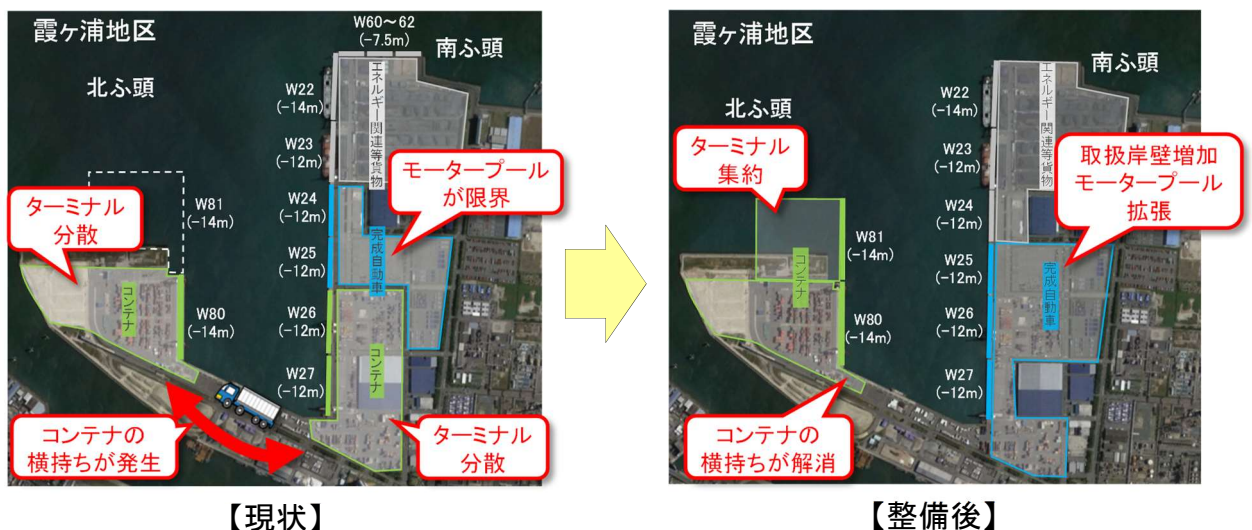 霞ヶ浦地区
W60～62
(-7.5m)
南ふ頭
北ふ頭
W22
(-14m)
エネルギー関連等貨物
W23
(-12m)
モータープール
が限界
ターミナル
分散
W81
(-14m)
W24
(-12m)
W25
(-12m)
完成自動車
コンテナ
W80
(-14m)
W26
(-12m)
コンテナ
W27
(-12m)
コンテナの
横持ちが発生
ターミナル
分散
【現状】
霞ヶ浦地区
南ふ頭
北ふ頭
W22
(-14m)
エネルギー関連等貨物
ターミナル
集約
W23
(-12m)
取扱岸壁増加
モータープール
拡張
W24
(-12m)
W81
(-14m)
W25
(-12m)
コンテナ
完成自動車
W80
(-14m)
W26
(-12m)
W27
(-12m)
コンテナの
横持ちが解消
【整備後】